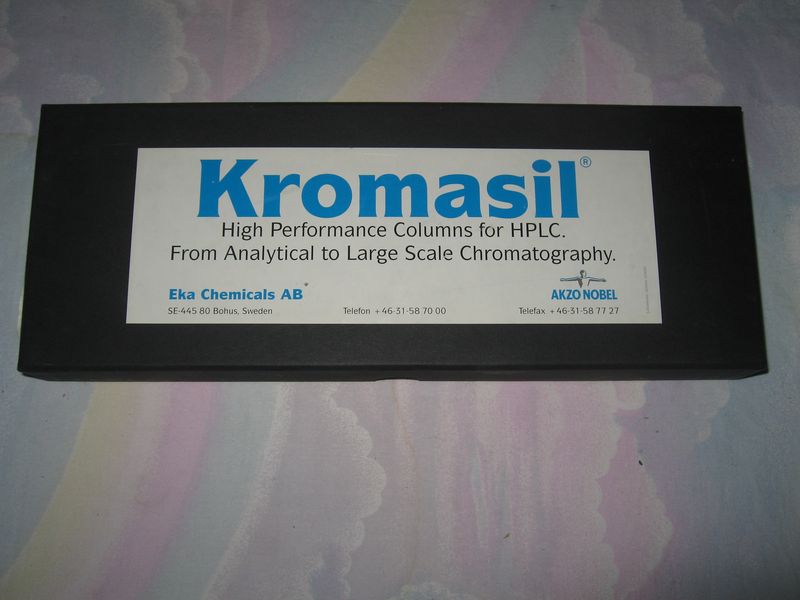 Kromasil®
High Performance Columns for HPLC.
From Analytical to Large Scale Chromatography.
Eka Chemicals AB
AKZO NOBEL
SE-445 80 Bohus, Sweden
Telefon +46-31-58 70 00
Telefax +46-31-58 77 27